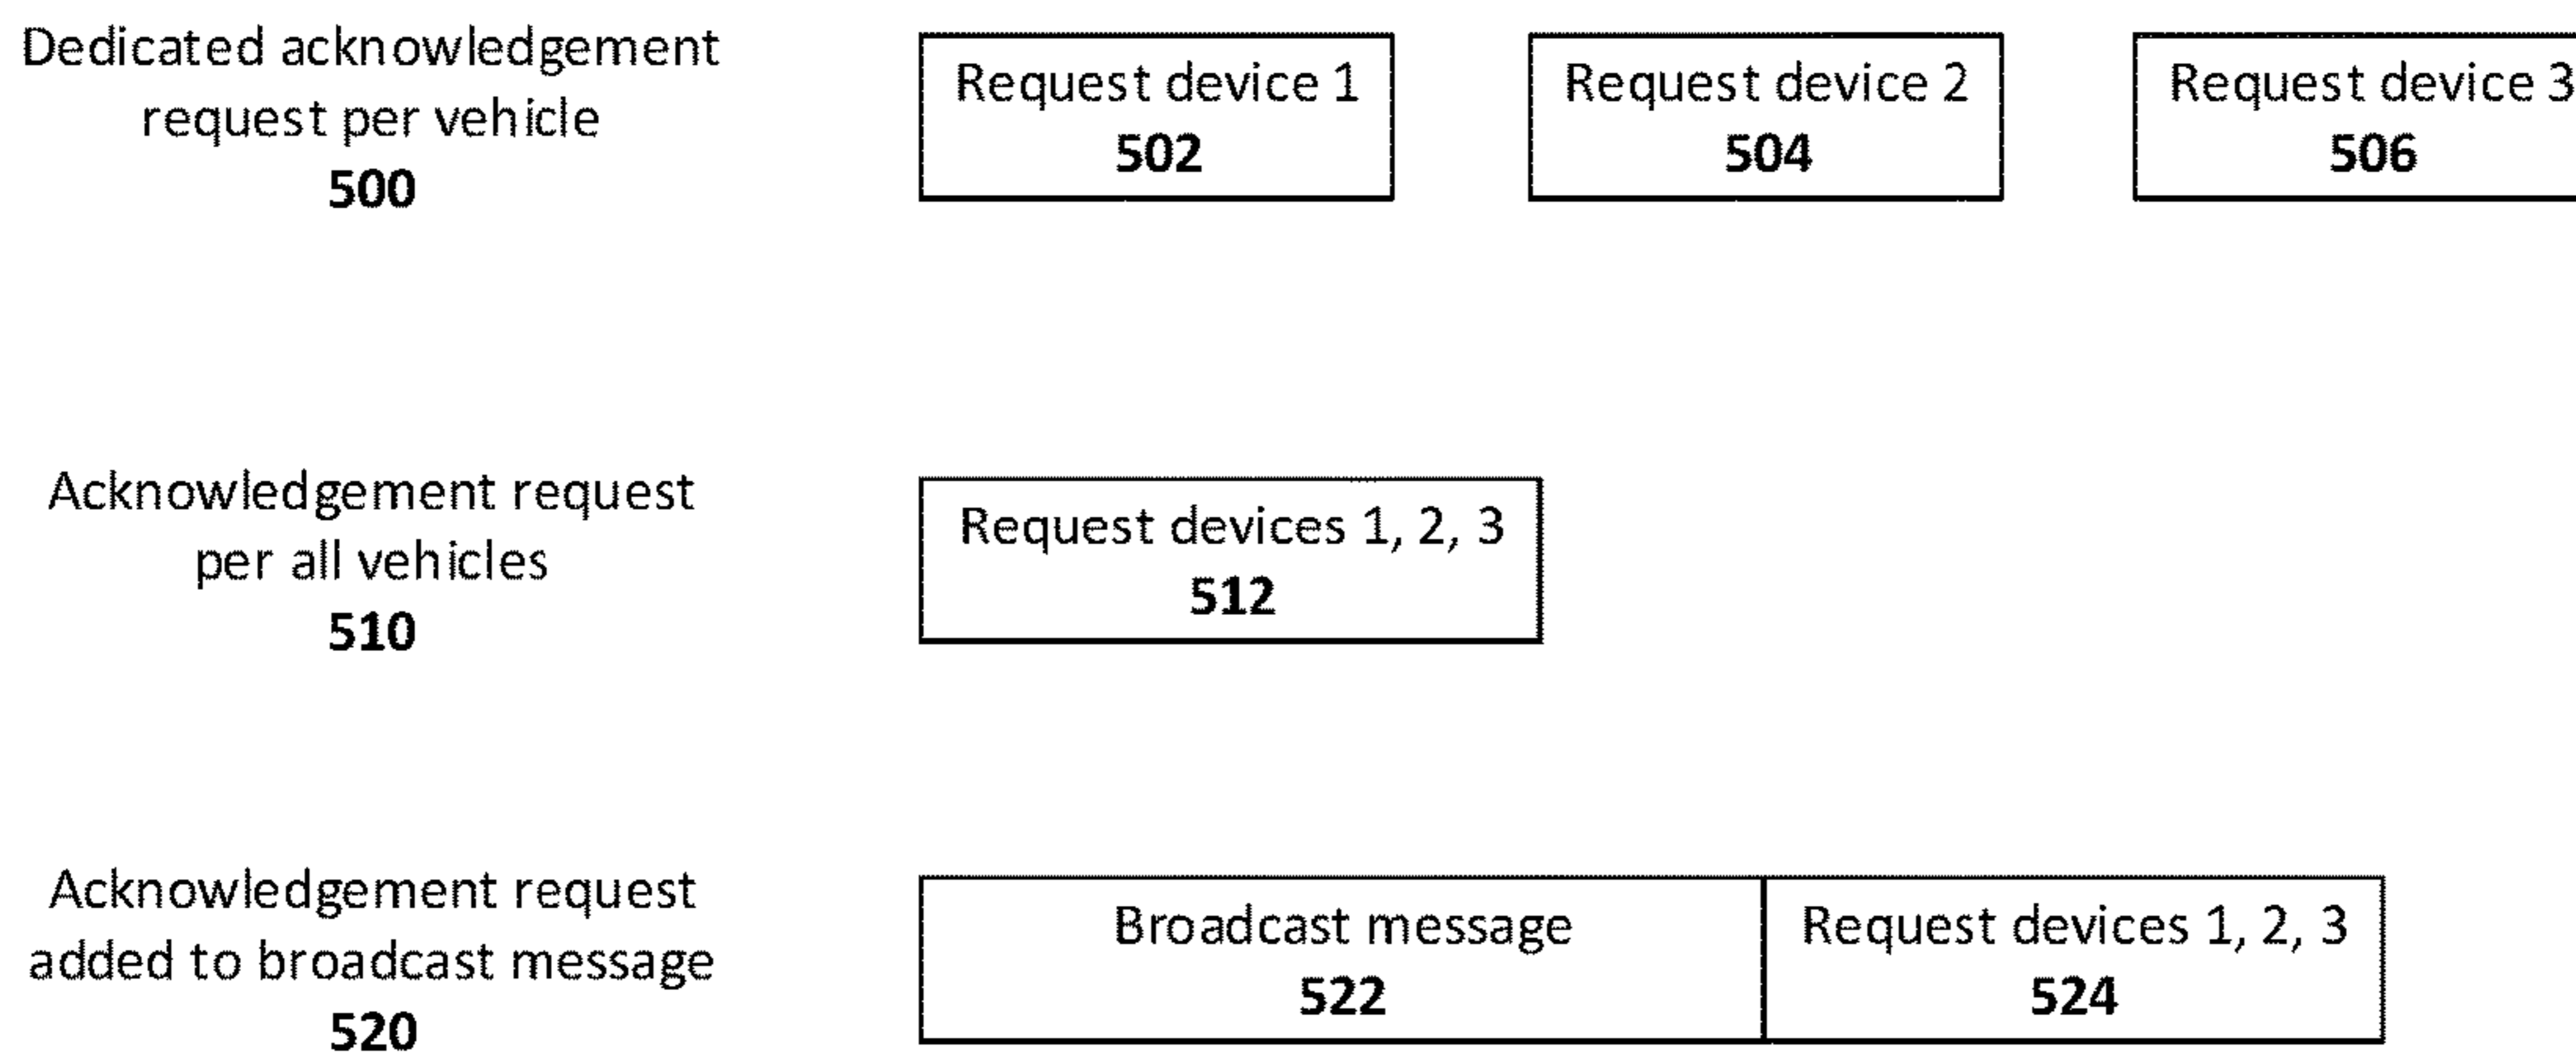 Dedicated acknowledgement
request per vehicle
500
Request device 1
502
Request device 2
504
Request device 3
506
Acknowledgement request
per all vehicles
510
Request devices 1, 2, 3
512
Acknowledgement request
added to broadcast message
520
Broadcast message
522
Request devices 1, 2, 3
524